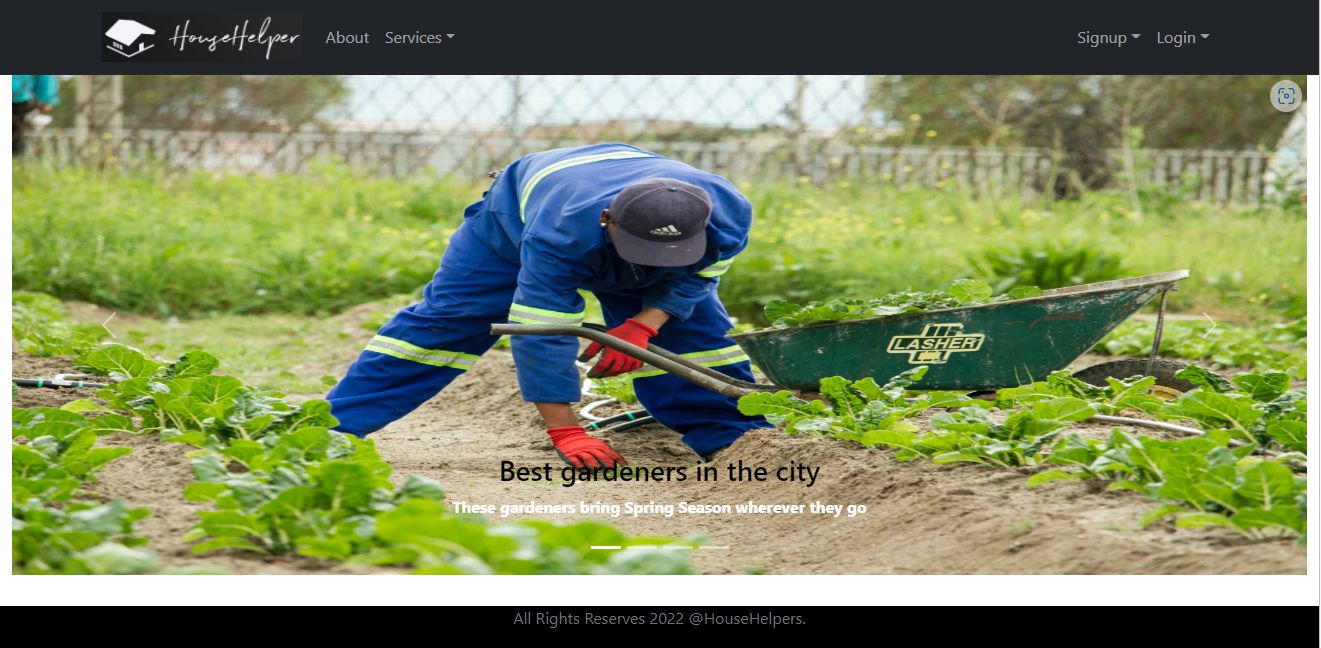 HouseHelper
About
Services
Signup
Login
LASHER
Best gardeners in the city
These gardeners bring Spring Season wherever they go
All Rights Reserves 2022 @HouseHelpers.